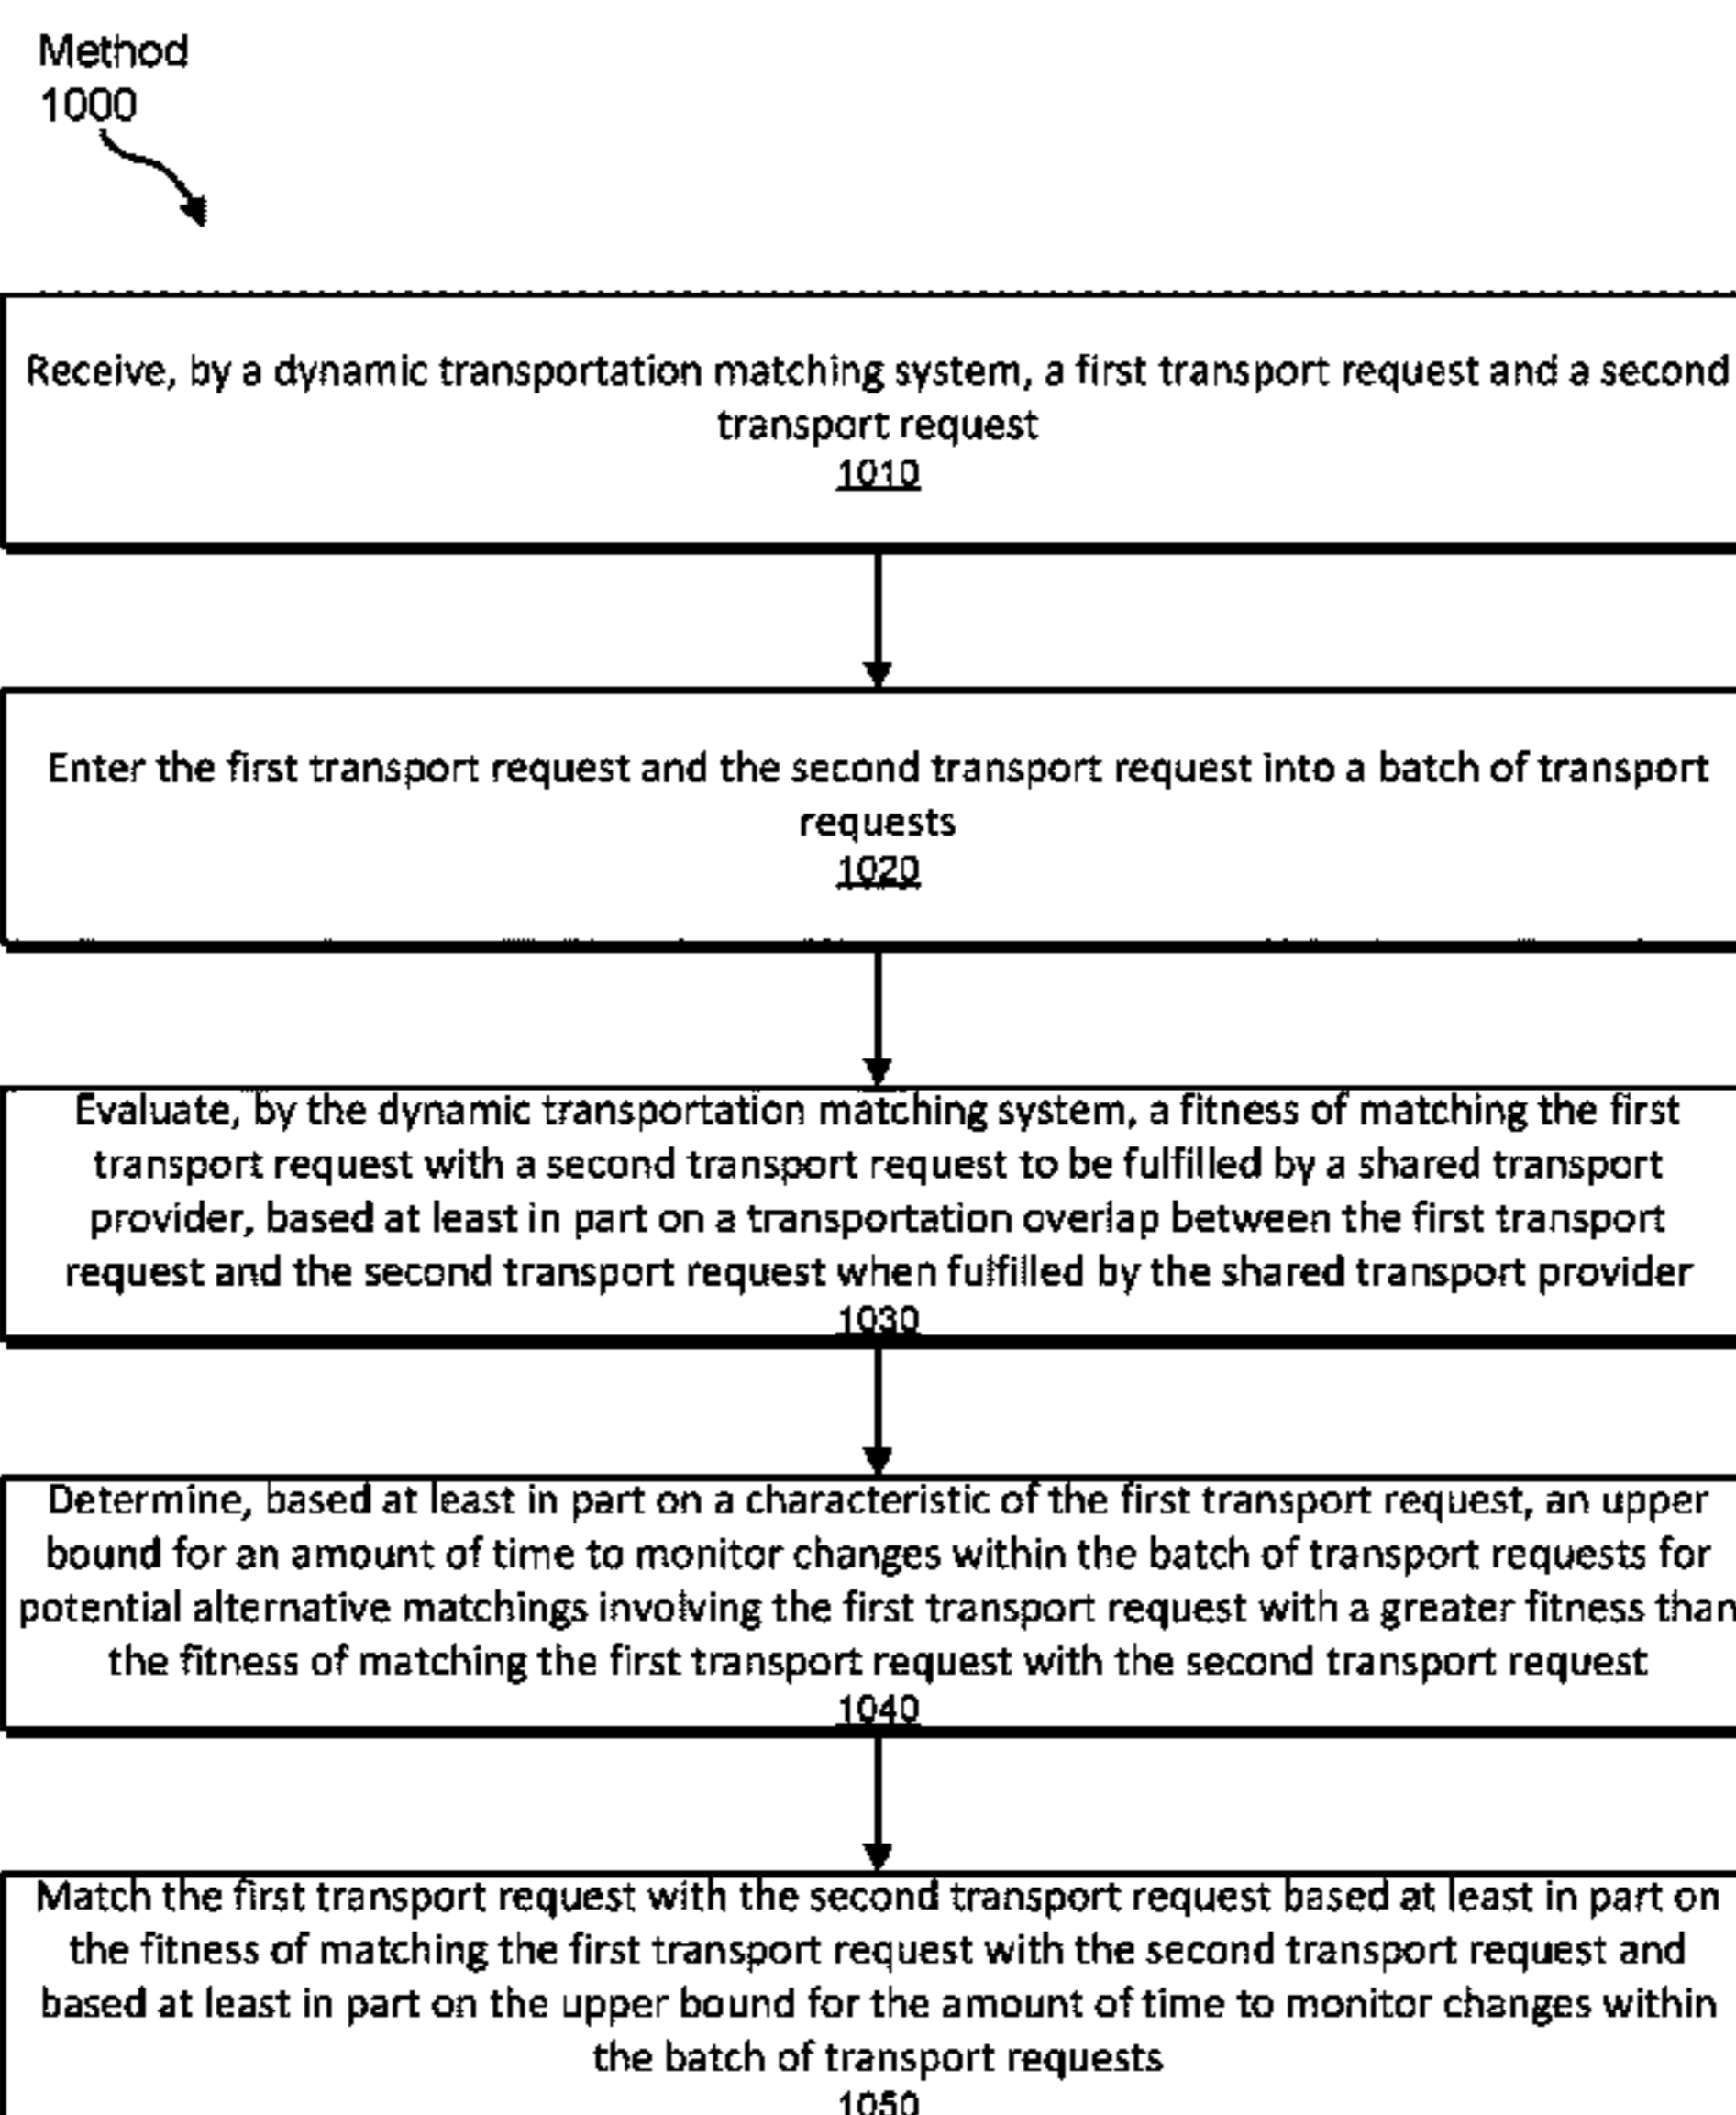 Method
1000
Receive, by a dynamic transportation matching system, a first transport request and a second
transport request
1010
Enter the first transport request and the second transport request into a batch of transport
requests
1020
Evaluate, by the dynamic transportation matching system, a fitness of matching the first
transport request with a second transport request to be fulfilled by a shared transport
provider, based at least in part on a transportation overlap between the first transport
request and the second transport request when fulfilled by the shared transport provider
1030
Determine, based at least in part on a characteristic of the first transport request, an upper
bound for an amount of time to monitor changes within the batch of transport requests for
potential alternative matchings involving the first transport request with a greater fitness than
the fitness of matching the first transport request with the second transport request
1040
Match the first transport request with the second transport request based at least in part on
the fitness of matching the first transport request with the second transport request and
based at least in part on the upper bound for the amount of time to monitor changes within
the batch of transport requests
1050